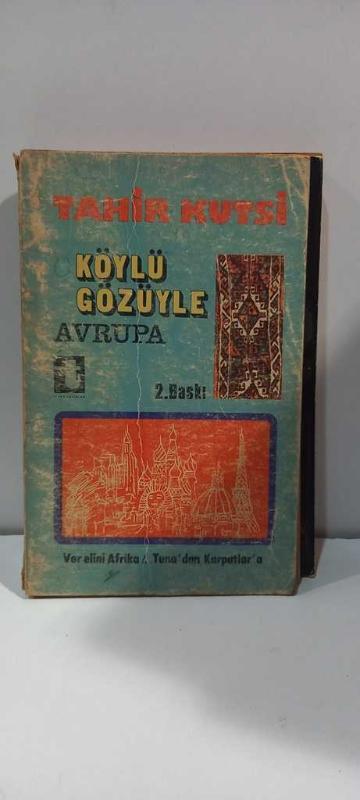 TAHİR KUTSİ
KÖYLÜ
GÖZÜYLE
AVRUPA
2.Baskı
Ver elini Afrika / Tuna'dan Karpatlar'a